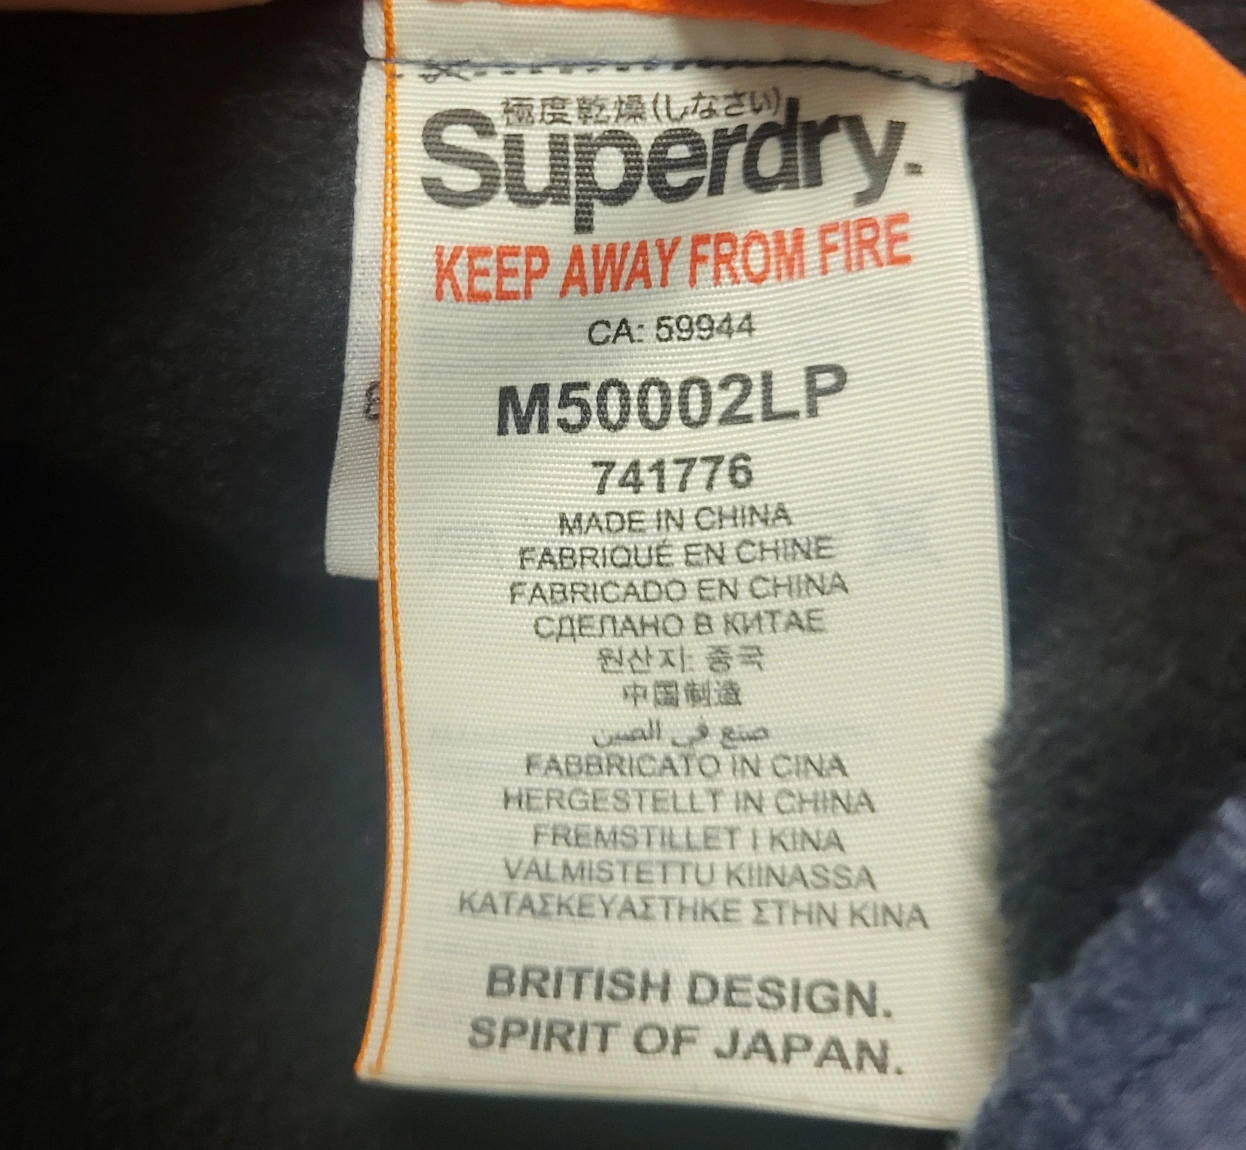 極度乾燥(しなさい)
Superdry.
KEEP AWAY FROM FIRE
CA: 59944
M50002LP
741776
MADE IN CHINA
FABRIQUÉ EN CHINE
FABRICADO EN CHINA
СДЕЛАНО В КИТАЕ
원산지: 중국
中国制造
صنع في الصين
FABBRICATO IN CINA
HERGESTELLT IN CHINA
FREMSTILLET I KINA
VALMISTETTU KIINASSA
ΚΑΤΑΣΚΕΥΑΣΤΗΚΕ ΣΤΗΝ ΚΙΝΑ
BRITISH DESIGN.
SPIRIT OF JAPAN.